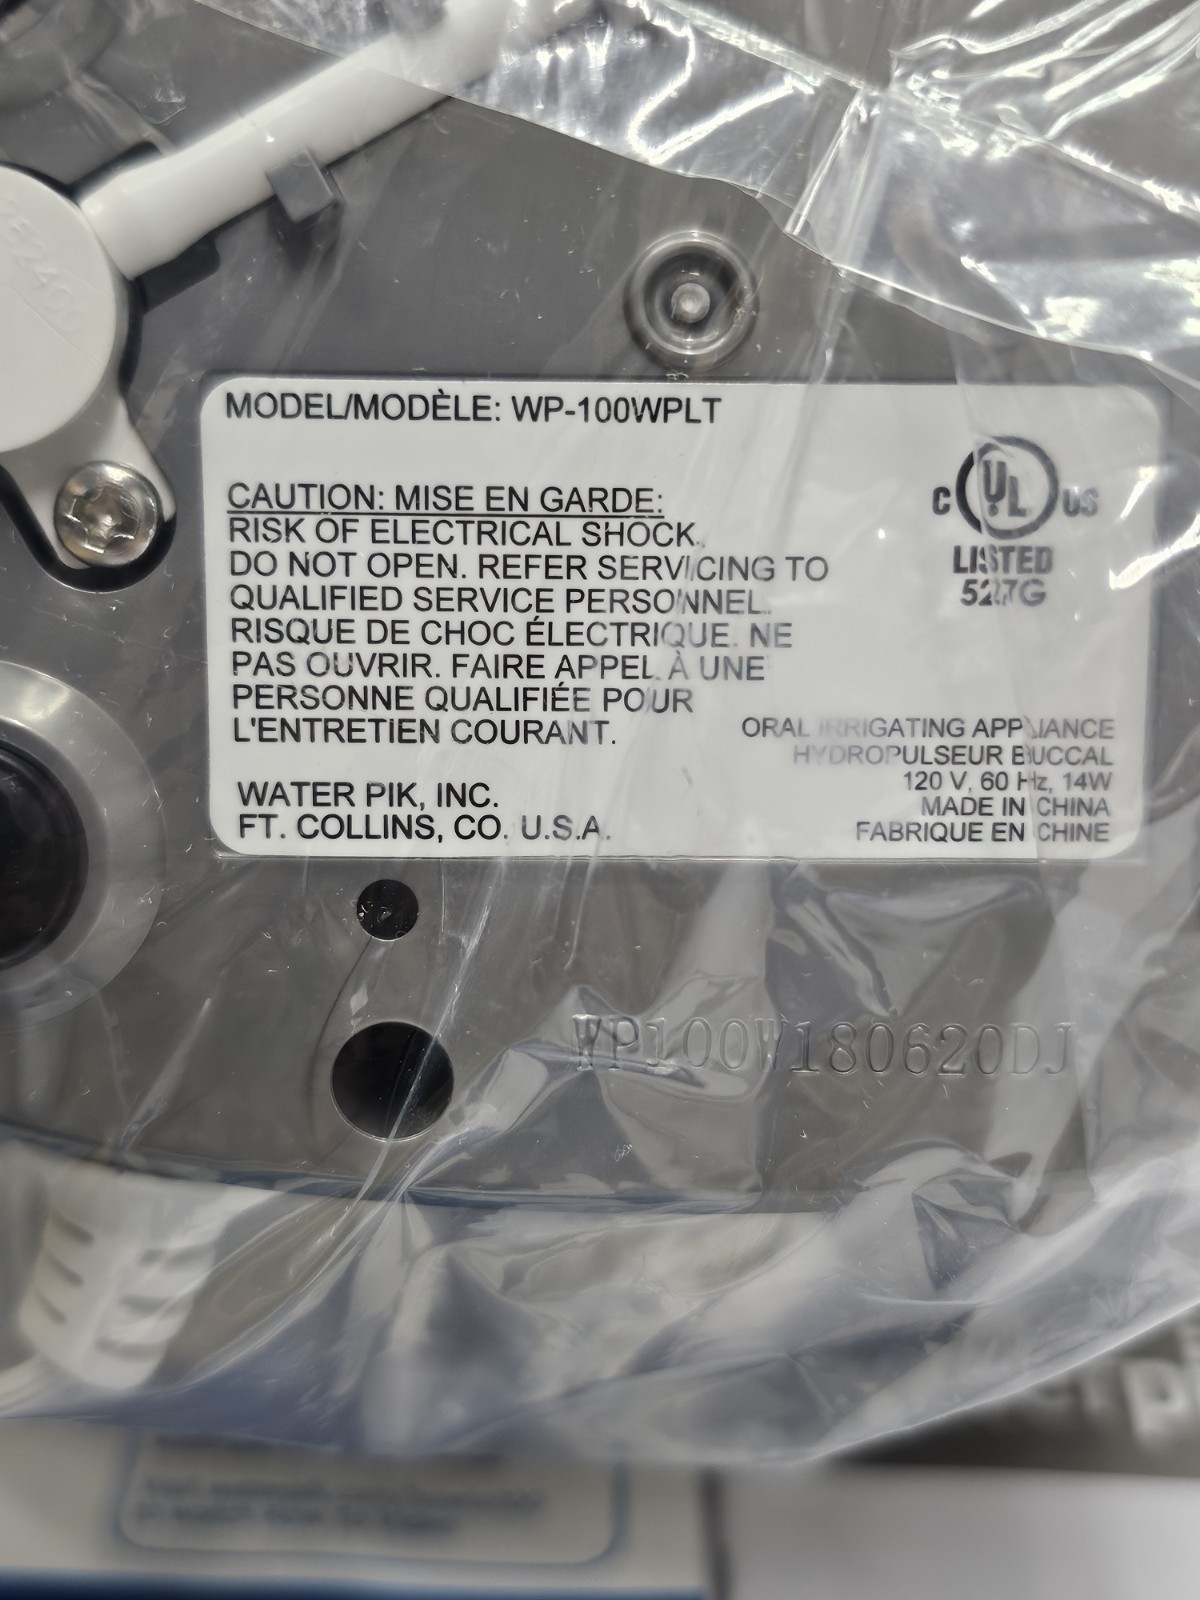 MODEL/MODÈLE: WP-100WPLT
CAUTION: MISE EN GARDE:
RISK OF ELECTRICAL SHOCK.
DO NOT OPEN. REFER SERVICING TO
QUALIFIED SERVICE PERSONNEL.
RISQUE DE CHOC ÉLECTRIQUE. NE
PAS OUVRIR. FAIRE APPEL À UNE
PERSONNE QUALIFIÉE POUR
L'ENTRETIEN COURANT.
WATER PIK, INC.
FT. COLLINS, CO. U.S.A.
C UL US
LISTED
527G
ORAL IRRIGATING APPLIANCE
HYDROPULSEUR BUCCAL
120 V, 60 Hz, 14W
MADE IN CHINA
FABRIQUE EN CHINE
WP100W180620DJ